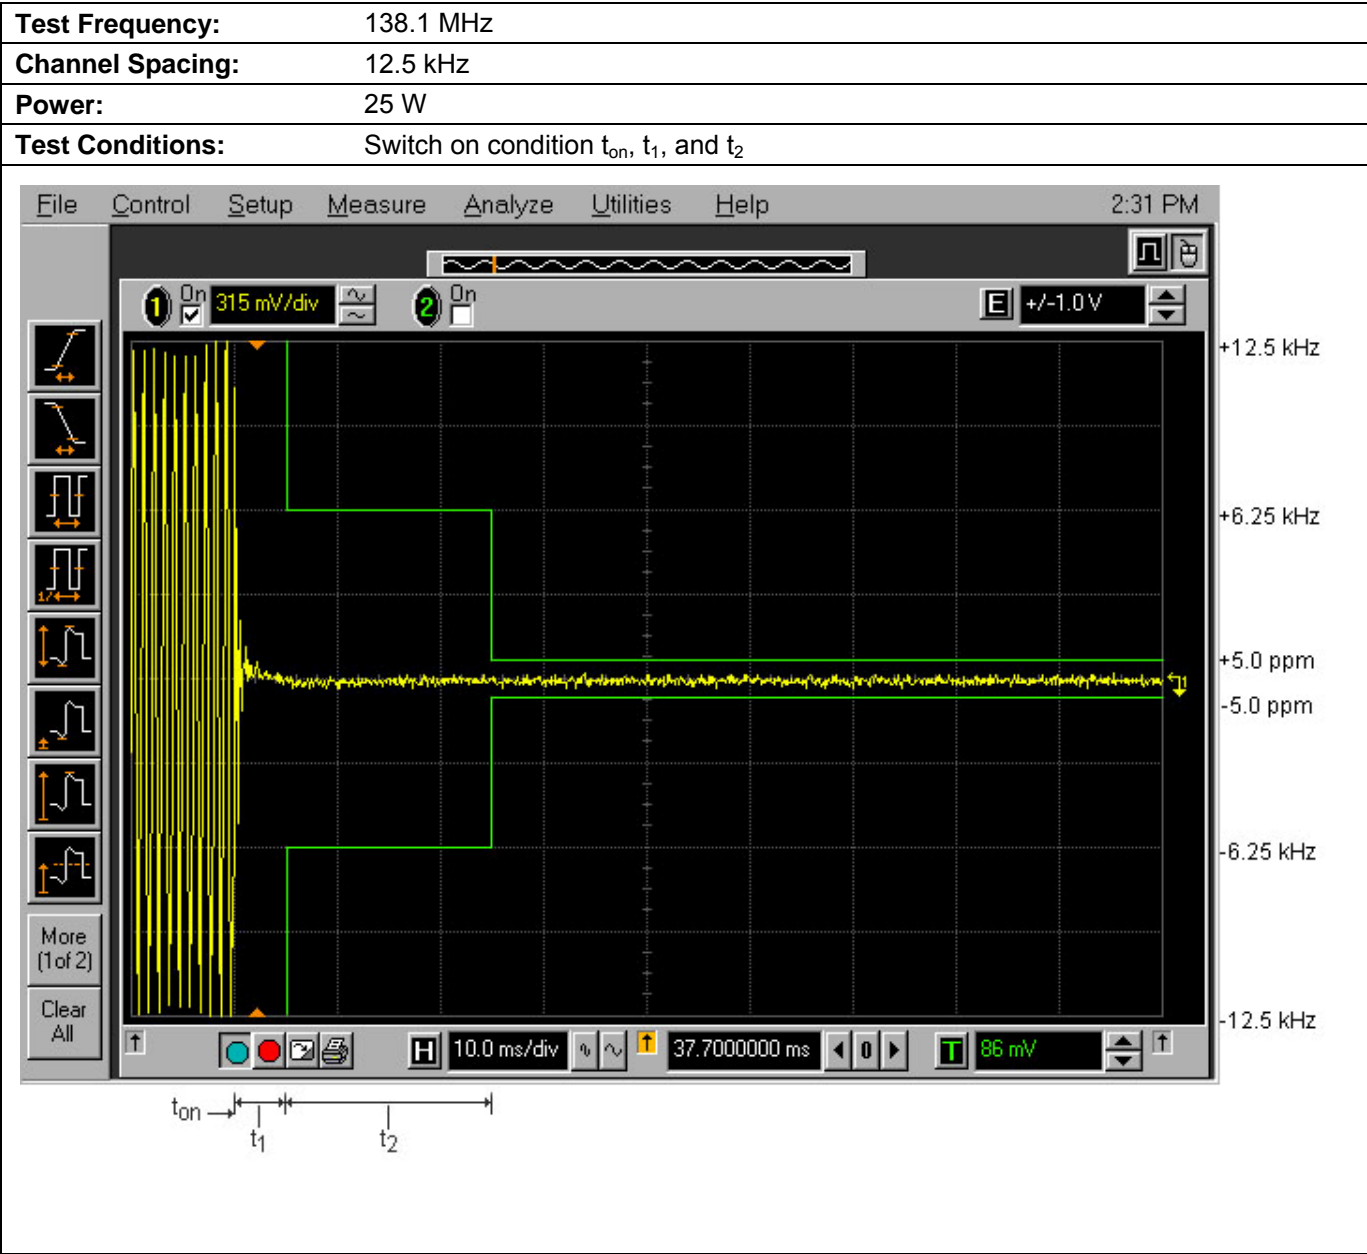 Test Frequency: 138.1 MHz
Channel Spacing: 12.5 kHz
Power: 25 W
Test Conditions: Switch on condition ton, t1, and t2
File Control Setup Measure Analyze Utilities Help 2:31 PM
1 On 315 mV/div 2 On E +/-1.0 V
+12.5 kHz
+6.25 kHz
1/
+5.0 ppm
1
-5.0 ppm
-6.25 kHz
More
(1of 2)
Clear
All
-12.5 kHz
H 10.0 ms/div 37.7000000 ms 0 T 86 mV
ton
t1 t2